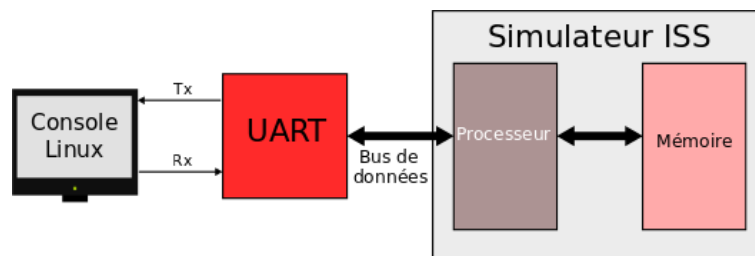 Simulateur ISS
Console
Linux
Tx
Rx
UART
Bus de
données
Processeur
Mémoire